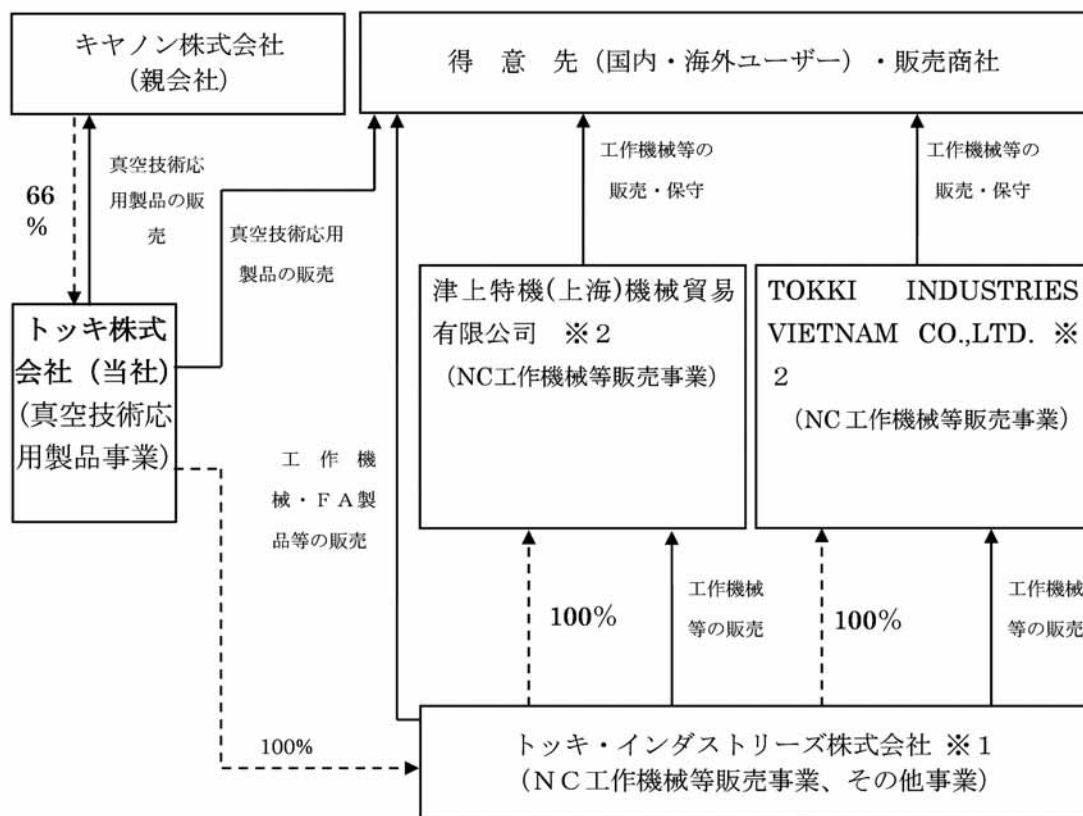 キヤノン株式会社
(親会社)
得 意 先（国内・海外ユーザー）・販売商社
66
%
真空技術応
用製品の販
売
真空技術応用
製品の販売
工作機械等の
販売・保守
工作機械等の
販売・保守
トッキ株式
会社（当社）
(真空技術応
用製品事業)
津上特機(上海)機械貿易
有限公司 ※２
（NC工作機械等販売事業）
TOKKI INDUSTRIES
VIETNAM CO.,LTD. ※
２
（NC工作機械等販売事業）
工 作 機
械・ＦＡ製
品等の販売
100%
工作機械
等の販売
100%
工作機械
等の販売
100%
トッキ・インダストリーズ株式会社 ※１
（ＮＣ工作機械等販売事業、その他事業）